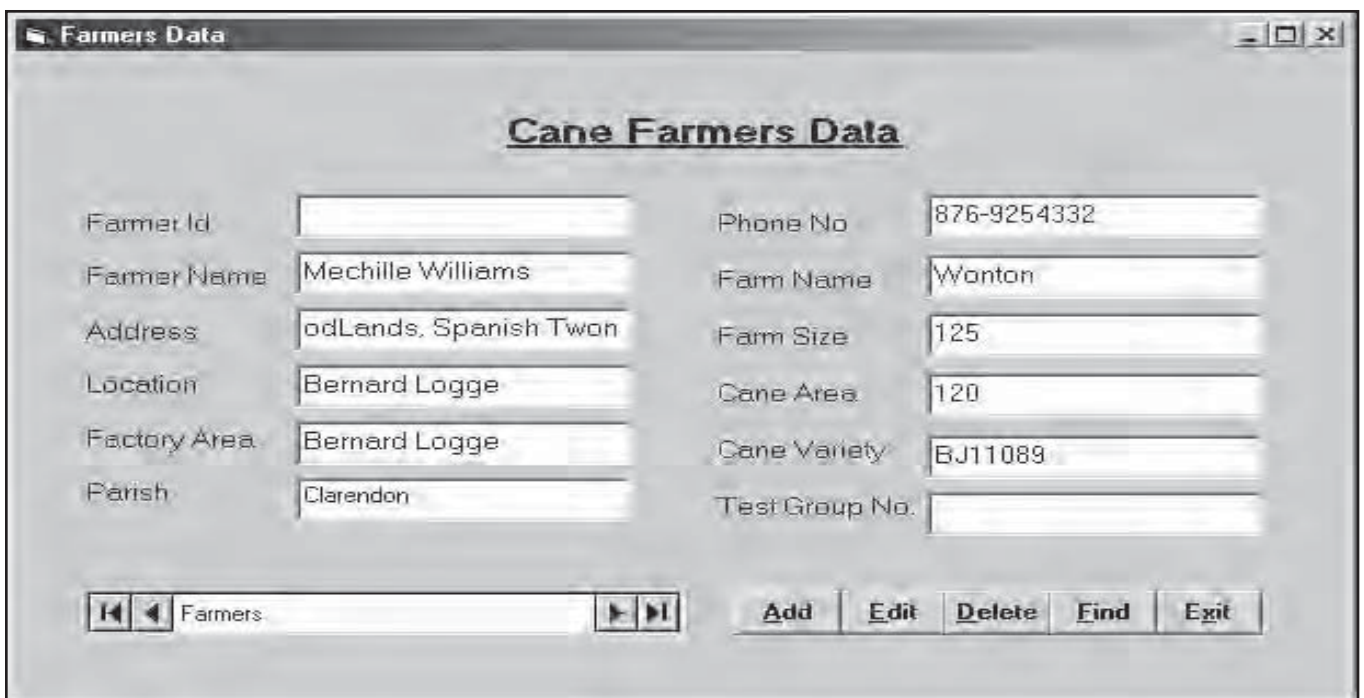 Farmers Data
Cane Farmers Data
Farmer Id
Farmer Name Mechille Williams
Address odLands, Spanish Twon
Location Bernard Logge
Factory Area Bernard Logge
Parish Clarendon
Phone No 876-9254332
Farm Name Wonton
Farm Size 125
Cane Area 120
Cane Variety BJ11089
Test Group No.
Farmers
Add Edit Delete Find Exit